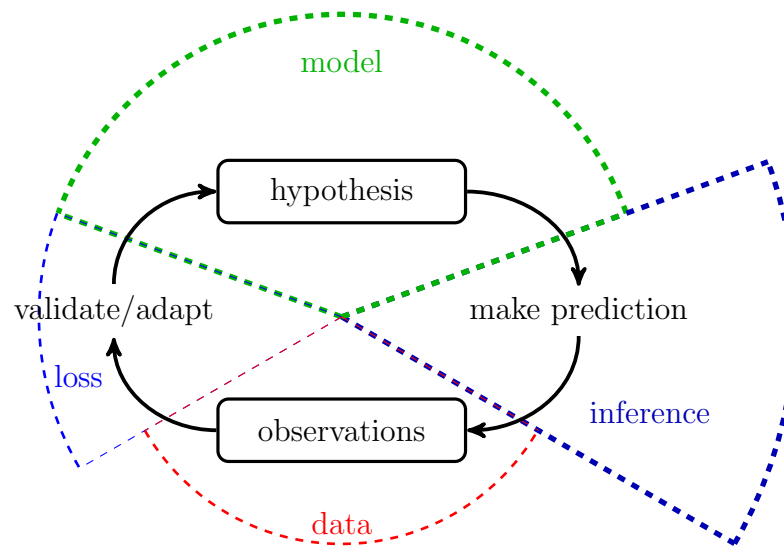 model
hypothesis
validate/adapt
make prediction
loss
inference
observations
data